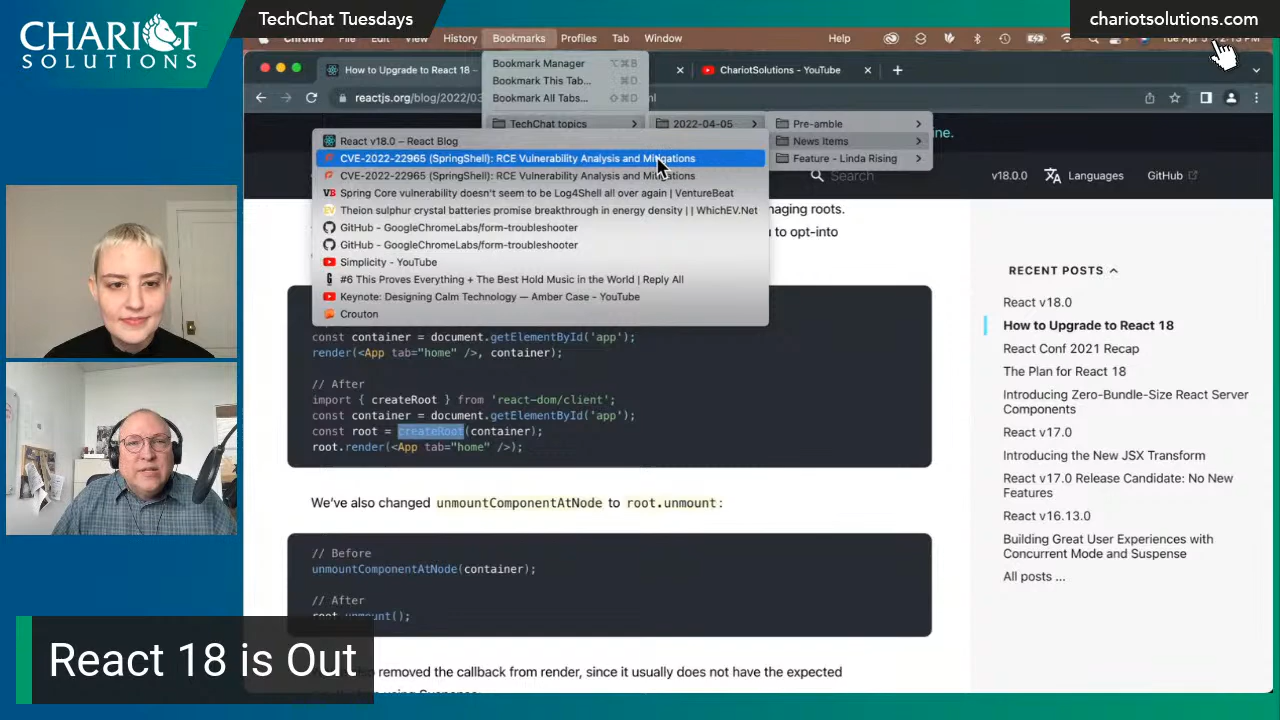 CHARIOT
SOLUTIONS
TechChat Tuesdays
chariotsolutions.com
Chrome File Edit View History Bookmarks Profiles Tab Window Help
How to Upgrade to React 18 –
ChariotSolutions – YouTube
reactjs.org/blog/2022/03
Bookmark Manager ⌥⌘B
Bookmark This Tab... ⌘D
Bookmark All Tabs... ⇧⌘D
TechChat topics
2022-04-05
Pre-amble
News Items
Feature - Linda Rising
React v18.0 – React Blog
CVE-2022-22965 (SpringShell): RCE Vulnerability Analysis and Mitigations
CVE-2022-22965 (SpringShell): RCE Vulnerability Analysis and Mitigations
Spring Core vulnerability doesn't seem to be Log4Shell all over again | VentureBeat
Theion sulphur crystal batteries promise breakthrough in energy density | | WhichEV.Net
GitHub – GoogleChromeLabs/form-troubleshooter
GitHub – GoogleChromeLabs/form-troubleshooter
Simplicity - YouTube
#6 This Proves Everything + The Best Hold Music in the World | Reply All
Keynote: Designing Calm Technology — Amber Case - YouTube
Crouton
ine.
Search
v18.0.0
Languages
GitHub
naging roots.
to opt-into
const container = document.getElementById('app');
render(<App tab="home" />, container);
// After
import { createRoot } from 'react-dom/client';
const container = document.getElementById('app');
const root = createRoot(container);
root.render(<App tab="home" />);
We've also changed unmountComponentAtNode to root.unmount:
// Before
unmountComponentAtNode(container);
// After
root.unmount();
removed the callback from render, since it usually does not have the expected
RECENT POSTS
React v18.0
How to Upgrade to React 18
React Conf 2021 Recap
The Plan for React 18
Introducing Zero-Bundle-Size React Server
Components
React v17.0
Introducing the New JSX Transform
React v17.0 Release Candidate: No New
Features
React v16.13.0
Building Great User Experiences with
Concurrent Mode and Suspense
All posts ...
React 18 is Out